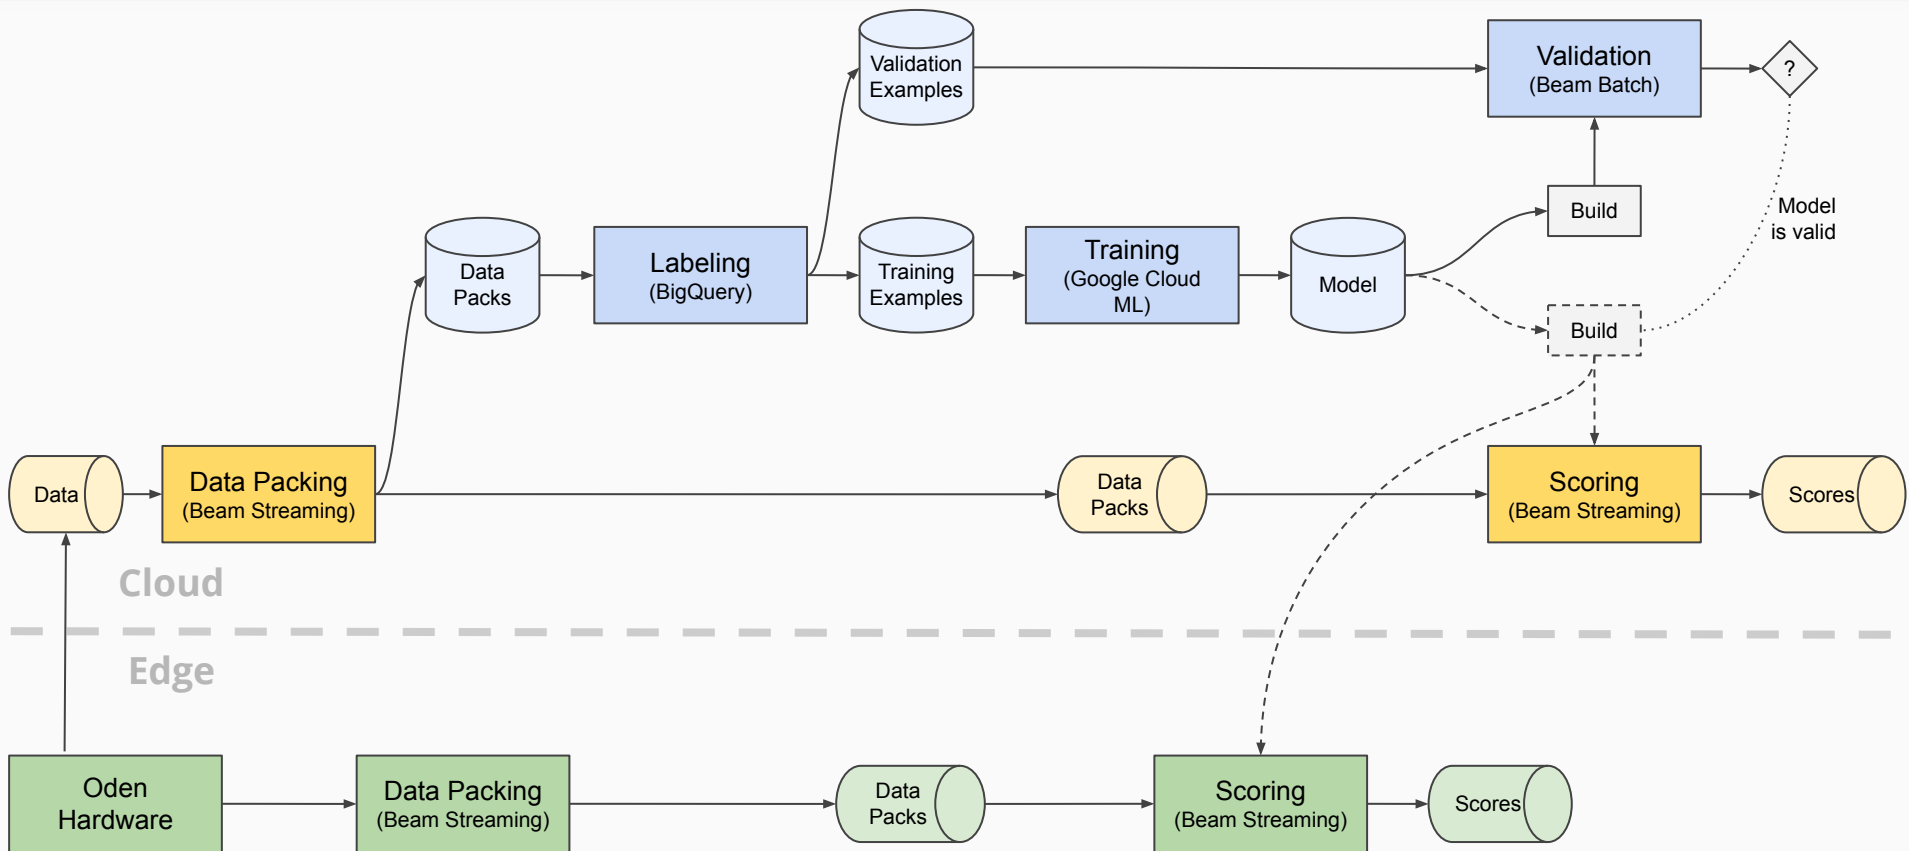 Validation
Examples
Validation
(Beam Batch)
?
Data
Packs
Labeling
(BigQuery)
Training
Examples
Training
(Google Cloud
ML)
Model
Build
Model
is valid
Build
Data
Data Packing
(Beam Streaming)
Data
Packs
Scoring
(Beam Streaming)
Scores
Cloud
Edge
Oden
Hardware
Data Packing
(Beam Streaming)
Data
Packs
Scoring
(Beam Streaming)
Scores